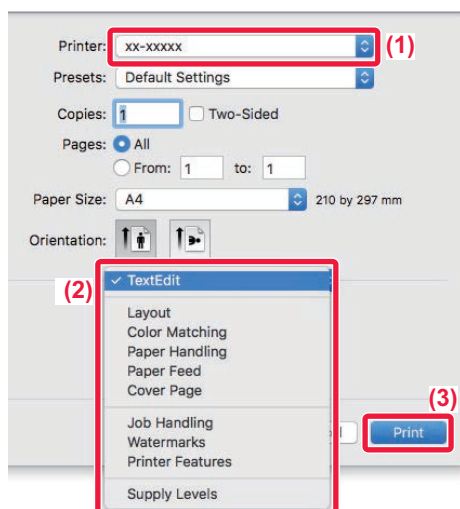 Printer: xx-xxxxx (1)
Presets: Default Settings
Copies: 1 Two-Sided
Pages: All
From: 1 to: 1
Paper Size: A4 210 by 297 mm
Orientation:
(2) ✓ TextEdit
Layout
Color Matching
Paper Handling
Paper Feed
Cover Page
(3)
Job Handling
Watermarks
Printer Features
Print
Supply Levels